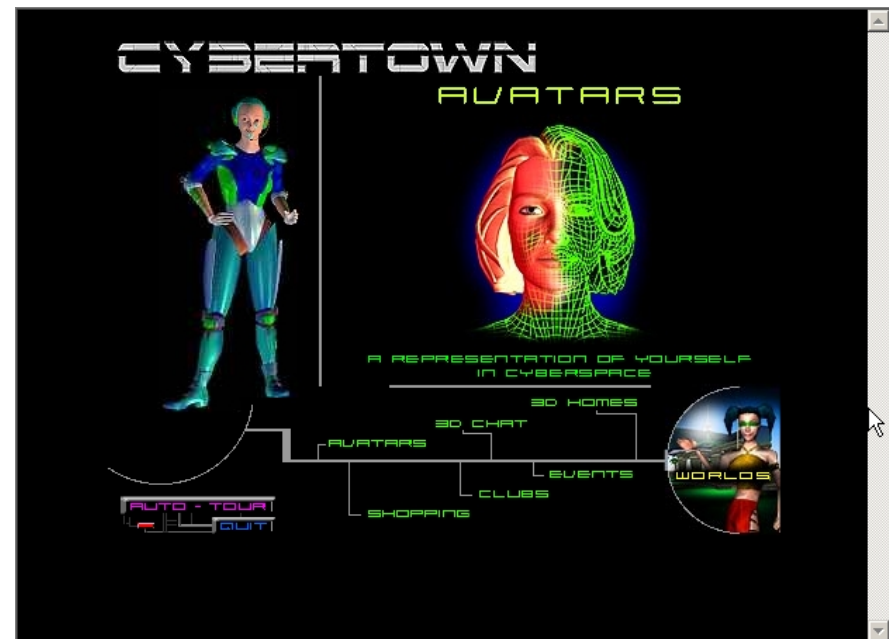 CYBERTOWN
AVATARS
A REPRESENTATION OF YOURSELF
IN CYBERSPACE
3D HOMES
3D CHAT
AVATARS
EVENTS
WORLDS
CLUBS
SHOPPING
AUTO - TOUR
QUIT